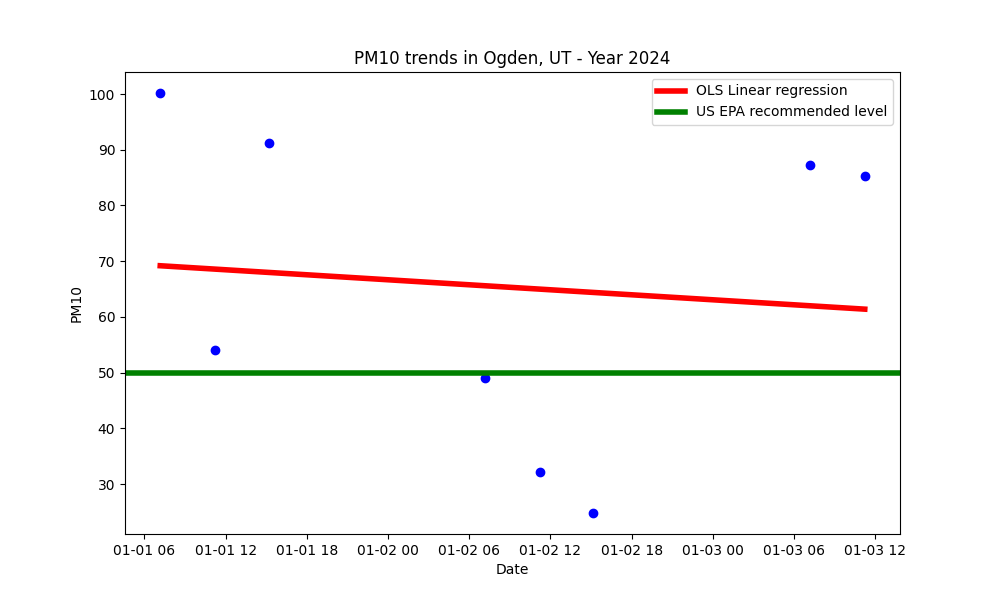 PM10 trends in Ogden, UT - Year 2024
OLS Linear regression
US EPA recommended level
100
90
80
70
60
50
40
30
PM10
01-01 06 01-01 12 01-01 18 01-02 00 01-02 06 01-02 12 01-02 18 01-03 00 01-03 06 01-03 12
Date